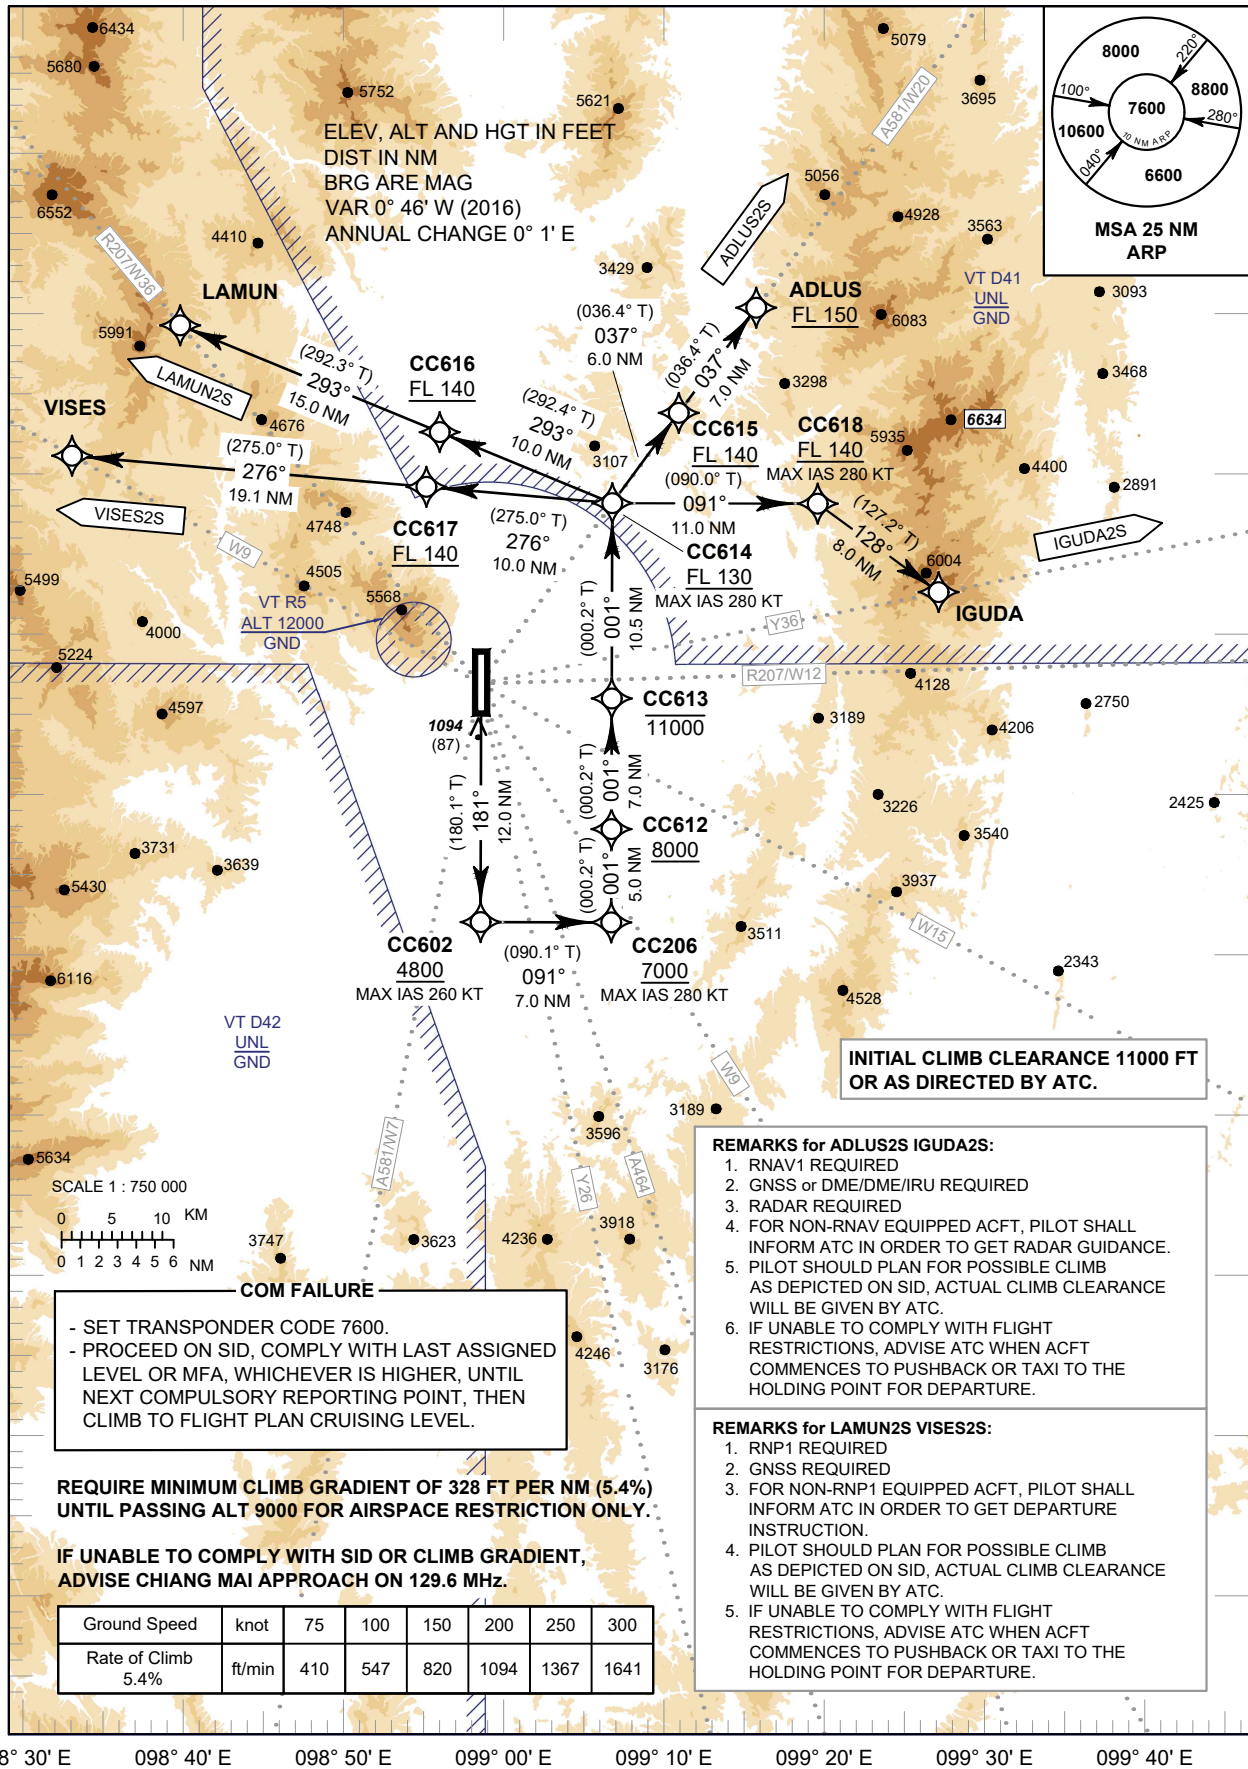 6434
5680
5752
5621
5079
3695
A581/W20
8000
220°
100°
7600
8800
280°
10600
10 NM ARP
040°
6600
MSA 25 NM
ARP
ELEV, ALT AND HGT IN FEET
DIST IN NM
BRG ARE MAG
VAR 0° 46' W (2016)
ANNUAL CHANGE 0° 1' E
6552
4410
R207/W36
5056
4928
3563
ADLUS2S
3429
VT D41
UNL
GND
3093
LAMUN
ADLUS
FL 150
6083
5991
(036.4° T)
037°
6.0 NM
(036.4° T)
037°
7.0 NM
(292.3° T)
293°
15.0 NM
CC616
FL 140
LAMUN2S
3298
3468
VISES
4676
(292.4° T)
293°
10.0 NM
3107
CC615
FL 140
CC618
FL 140
MAX IAS 280 KT
5935
6634
4400
2891
(275.0° T)
276°
19.1 NM
(090.0° T)
091°
11.0 NM
VISES2S
4748
CC617
FL 140
(275.0° T)
276°
10.0 NM
(127.2° T)
128°
8.0 NM
IGUDA2S
W9
CC614
FL 130
MAX IAS 280 KT
5499
4505
5568
6004
IGUDA
VT R5
ALT 12000
GND
4000
(000.2° T)
001°
10.5 NM
Y36
5224
R207/W12
4128
4597
CC613
11000
3189
2750
4206
1094
(87)
(180.1° T)
181°
12.0 NM
(000.2° T)
001°
7.0 NM
3226
2425
3540
CC612
8000
3731
3639
5430
(000.2° T)
001°
5.0 NM
3937
3511
W15
CC602
4800
MAX IAS 260 KT
(090.1° T)
091°
7.0 NM
CC206
7000
MAX IAS 280 KT
6116
2343
4528
VT D42
UNL
GND
INITIAL CLIMB CLEARANCE 11000 FT
OR AS DIRECTED BY ATC.
W9
3189
3596
A581/W7
Y26
A464
5634
SCALE 1 : 750 000
0 5 10 KM
0 1 2 3 4 5 6 NM
3747
3623
4236
3918
4246
3176
REMARKS for ADLUS2S IGUDA2S:
1. RNAV1 REQUIRED
2. GNSS or DME/DME/IRU REQUIRED
3. RADAR REQUIRED
4. FOR NON-RNAV EQUIPPED ACFT, PILOT SHALL
INFORM ATC IN ORDER TO GET RADAR GUIDANCE.
5. PILOT SHOULD PLAN FOR POSSIBLE CLIMB
AS DEPICTED ON SID, ACTUAL CLIMB CLEARANCE
WILL BE GIVEN BY ATC.
6. IF UNABLE TO COMPLY WITH FLIGHT
RESTRICTIONS, ADVISE ATC WHEN ACFT
COMMENCES TO PUSHBACK OR TAXI TO THE
HOLDING POINT FOR DEPARTURE.
COM FAILURE
- SET TRANSPONDER CODE 7600.
- PROCEED ON SID, COMPLY WITH LAST ASSIGNED
LEVEL OR MFA, WHICHEVER IS HIGHER, UNTIL
NEXT COMPULSORY REPORTING POINT, THEN
CLIMB TO FLIGHT PLAN CRUISING LEVEL.
REMARKS for LAMUN2S VISES2S:
1. RNP1 REQUIRED
2. GNSS REQUIRED
3. FOR NON-RNP1 EQUIPPED ACFT, PILOT SHALL
INFORM ATC IN ORDER TO GET DEPARTURE
INSTRUCTION.
4. PILOT SHOULD PLAN FOR POSSIBLE CLIMB
AS DEPICTED ON SID, ACTUAL CLIMB CLEARANCE
WILL BE GIVEN BY ATC.
5. IF UNABLE TO COMPLY WITH FLIGHT
RESTRICTIONS, ADVISE ATC WHEN ACFT
COMMENCES TO PUSHBACK OR TAXI TO THE
HOLDING POINT FOR DEPARTURE.
REQUIRE MINIMUM CLIMB GRADIENT OF 328 FT PER NM (5.4%)
UNTIL PASSING ALT 9000 FOR AIRSPACE RESTRICTION ONLY.
IF UNABLE TO COMPLY WITH SID OR CLIMB GRADIENT,
ADVISE CHIANG MAI APPROACH ON 129.6 MHz.
Ground Speed knot 75 100 150 200 250 300
Rate of Climb 5.4% ft/min 410 547 820 1094 1367 1641
8° 30' E 098° 40' E 098° 50' E 099° 00' E 099° 10' E 099° 20' E 099° 30' E 099° 40' E